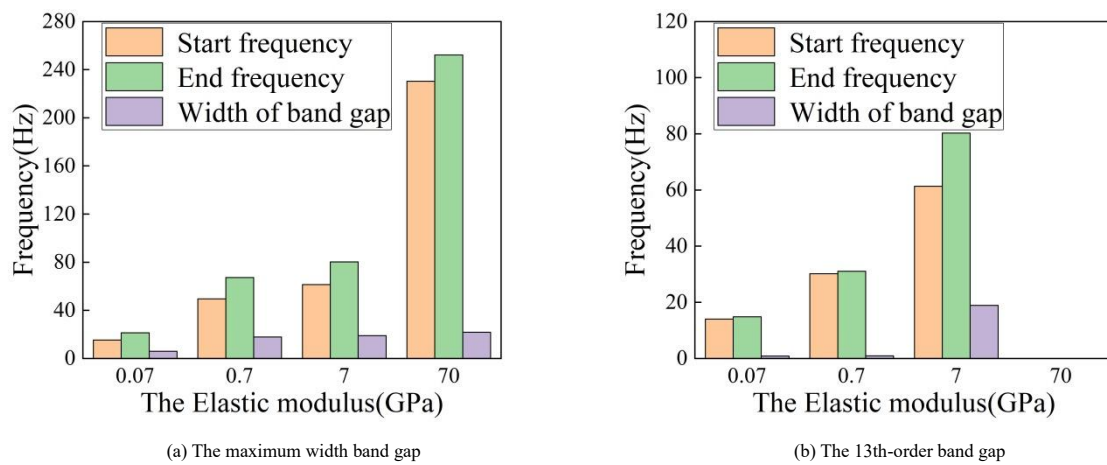 280
240
200
160
120
80
40
0
Frequency(Hz)
Start frequency
End frequency
Width of band gap
0.07 0.7 7 70
The Elastic modulus(GPa)
(a) The maximum width band gap
120
100
80
60
40
20
0
Frequency(Hz)
Start frequency
End frequency
Width of band gap
0.07 0.7 7 70
The Elastic modulus(GPa)
(b) The 13th-order band gap